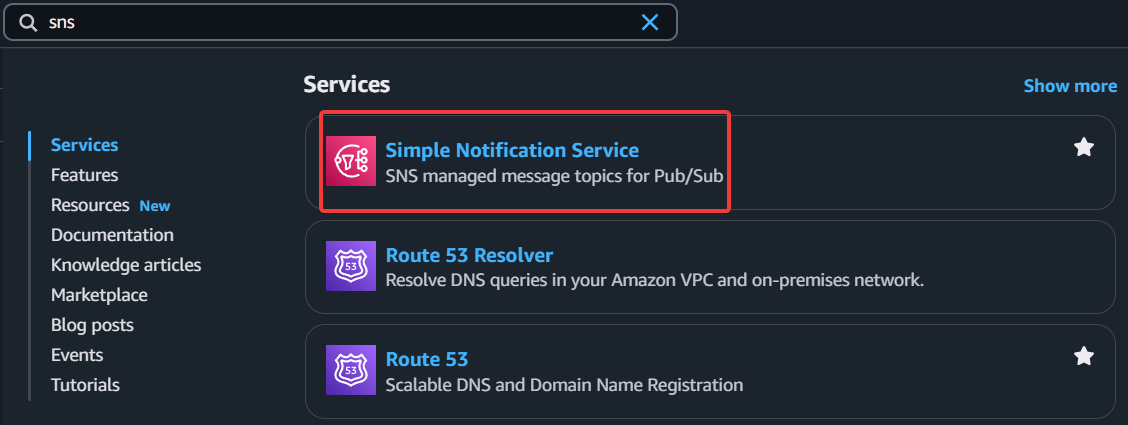 sns
Services
Show more
Services
Features
Resources New
Documentation
Knowledge articles
Marketplace
Blog posts
Events
Tutorials
Simple Notification Service
SNS managed message topics for Pub/Sub
53
Route 53 Resolver
Resolve DNS queries in your Amazon VPC and on-premises network.
53
Route 53
Scalable DNS and Domain Name Registration